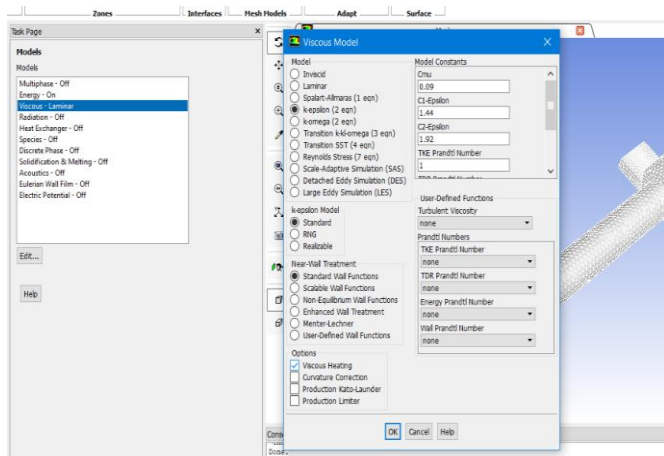 Zones
Interfaces
Mesh Models
Adapt
Surface
Task Page
Models
Models
Multiphase - Off
Energy - On
Viscous - Laminar
Radiation - Off
Heat Exchanger - Off
Species - Off
Discrete Phase - Off
Solidification & Melting - Off
Acoustics - Off
Eulerian Wall Film - Off
Electric Potential - Off
Edit...
Help
Viscous Model
Model
Inviscid
Laminar
Spalart-Allmaras (1 eqn)
k-epsilon (2 eqn)
k-omega (2 eqn)
Transition k-kl-omega (3 eqn)
Transition SST (4 eqn)
Reynolds Stress (7 eqn)
Scale-Adaptive Simulation (SAS)
Detached Eddy Simulation (DES)
Large Eddy Simulation (LES)
k-epsilon Model
Standard
RNG
Realizable
Near-Wall Treatment
Standard Wall Functions
Scalable Wall Functions
Non-Equilibrium Wall Functions
Enhanced Wall Treatment
Menter-Lechner
User-Defined Wall Functions
Options
Viscous Heating
Curvature Correction
Production Kato-Launder
Production Limiter
Model Constants
Cmu
0.09
C1-Epsilon
1.44
C2-Epsilon
1.92
TKE Prandtl Number
1
User-Defined Functions
Turbulent Viscosity
none
Prandtl Numbers
TKE Prandtl Number
none
TDR Prandtl Number
none
Energy Prandtl Number
none
Wall Prandtl Number
none
OK Cancel Help
Done.